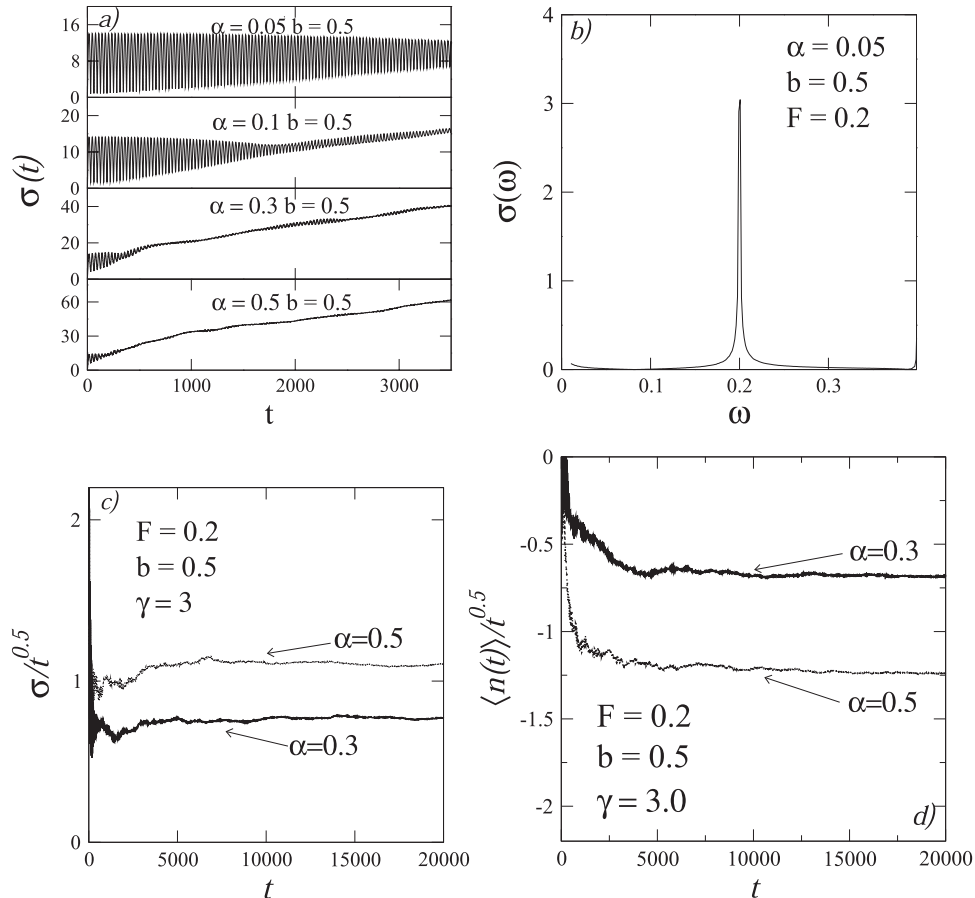 a)
α = 0.05 b = 0.5
16
8
0
α = 0.1 b = 0.5
20
10
0
α = 0.3 b = 0.5
40
20
0
α = 0.5 b = 0.5
60
30
0
0 1000 2000 3000
σ(t)
t
b)
α = 0.05
b = 0.5
F = 0.2
4
3
2
1
0
0 0.1 0.2 0.3
σ(ω)
ω
c)
F = 0.2
b = 0.5
γ = 3
α=0.5
α=0.3
2
1
0
0 5000 10000 15000 20000
σ/t^0.5
t
0
-0.5
-1
-1.5
-2
α=0.3
α=0.5
F = 0.2
b = 0.5
γ = 3.0
d)
0 5000 10000 15000 20000
⟨n(t)⟩/t^0.5
t